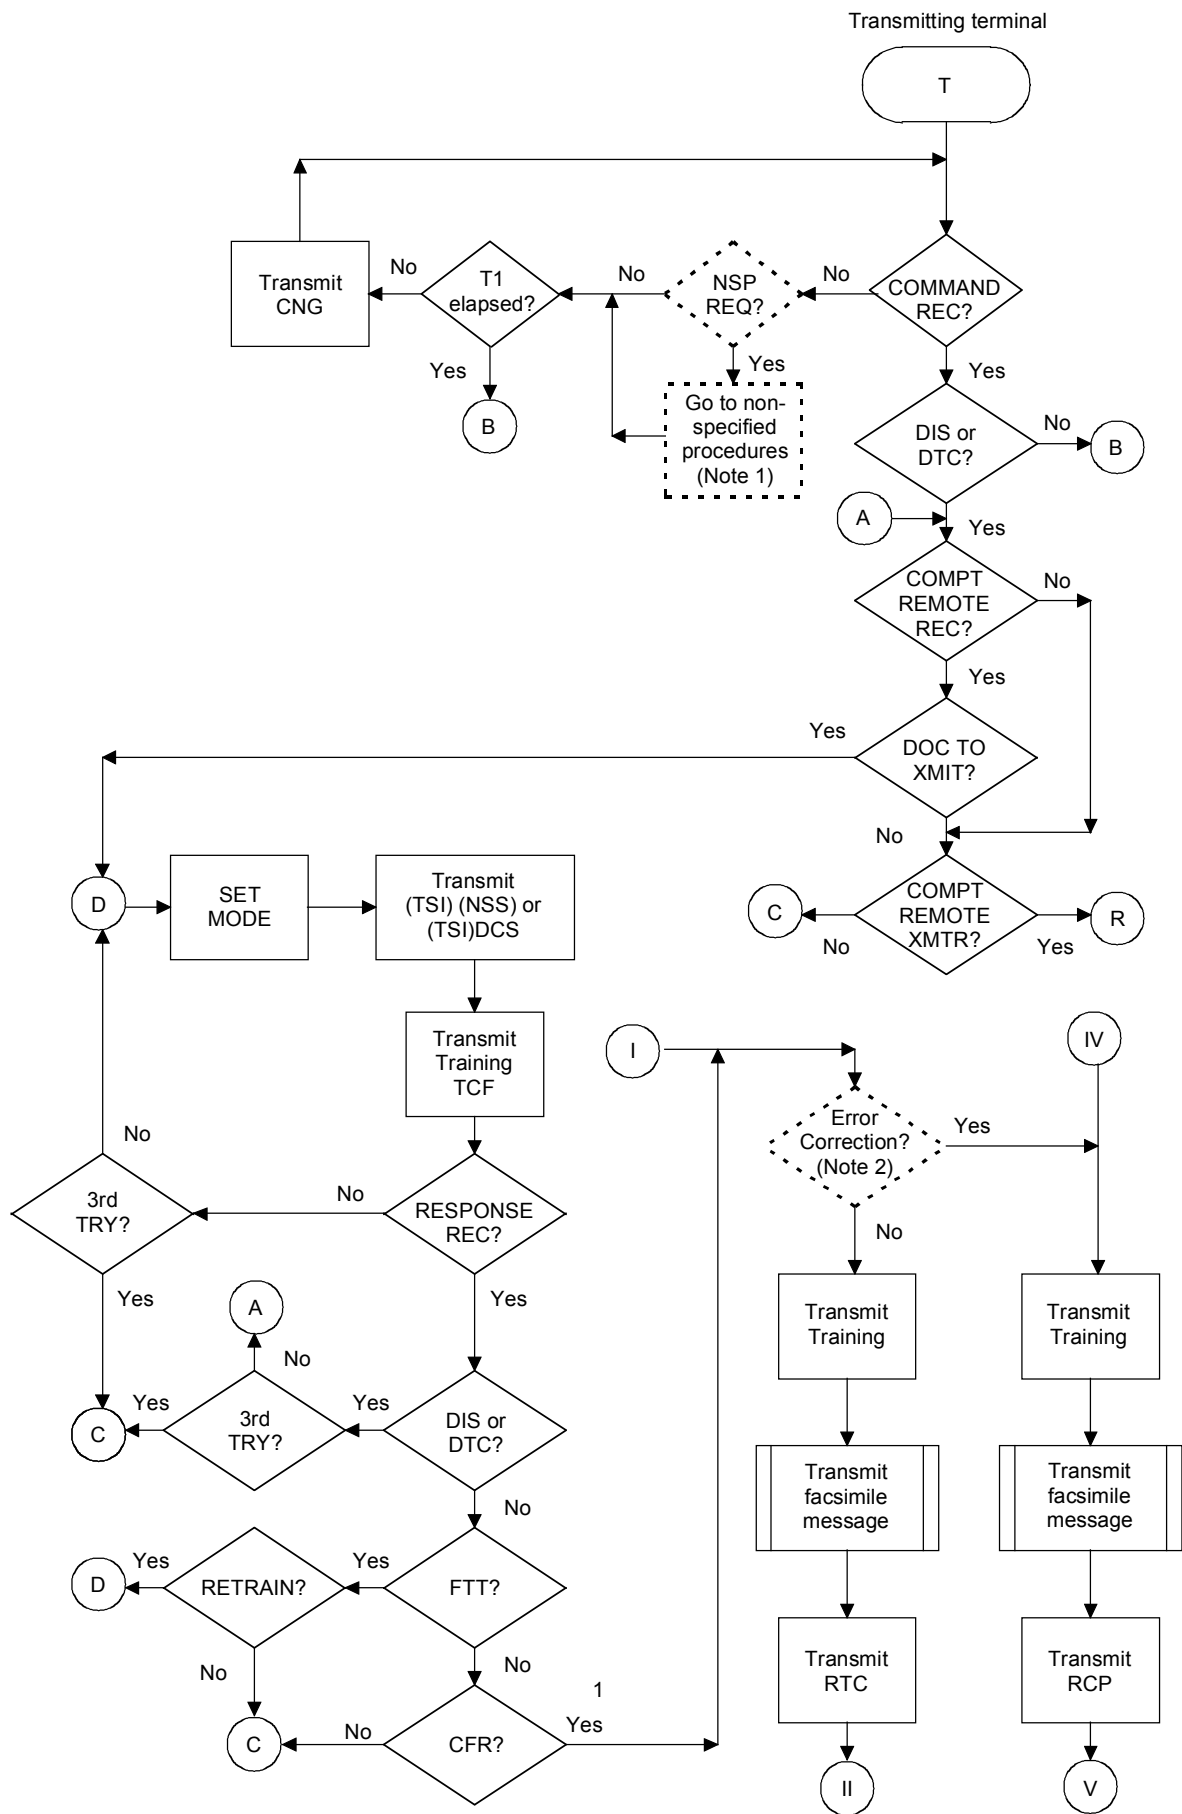 Transmitting terminal
T
Transmit
CNG
No
T1
elapsed?
No
NSP
REQ?
No
COMMAND
REC?
Yes
Yes
Yes
B
Go to non-
specified
procedures
(Note 1)
DIS or
DTC?
No
B
A
Yes
COMPT
REMOTE
REC?
No
Yes
Yes
DOC TO
XMIT?
No
D
SET
MODE
Transmit
(TSI) (NSS) or
(TSI)DCS
C
No
COMPT
REMOTE
XMTR?
Yes
R
Transmit
Training
TCF
I
IV
Error
Correction?
(Note 2)
Yes
No
No
3rd
TRY?
No
RESPONSE
REC?
Yes
Yes
A
No
Transmit
Training
Transmit
Training
C
Yes
3rd
TRY?
Yes
DIS or
DTC?
No
Transmit
facsimile
message
Transmit
facsimile
message
D
Yes
RETRAIN?
Yes
FTT?
No
No
Transmit
RTC
Transmit
RCP
C
No
CFR?
1
Yes
II
V